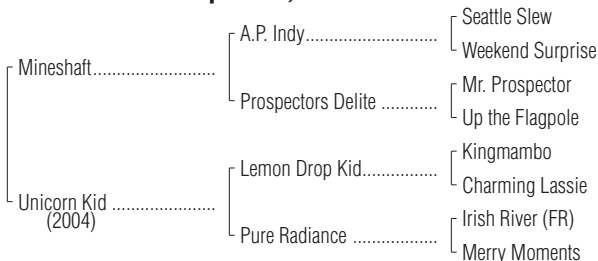 Seattle Slew
A.P. Indy..............................
Weekend Surprise
Mineshaft............................
Mr. Prospector
Prospectors Delite .............
Up the Flagpole
Kingmambo
Lemon Drop Kid.................
Charming Lassie
Unicorn Kid .......................
(2004)
Irish River (FR)
Pure Radiance ...................
Merry Moments